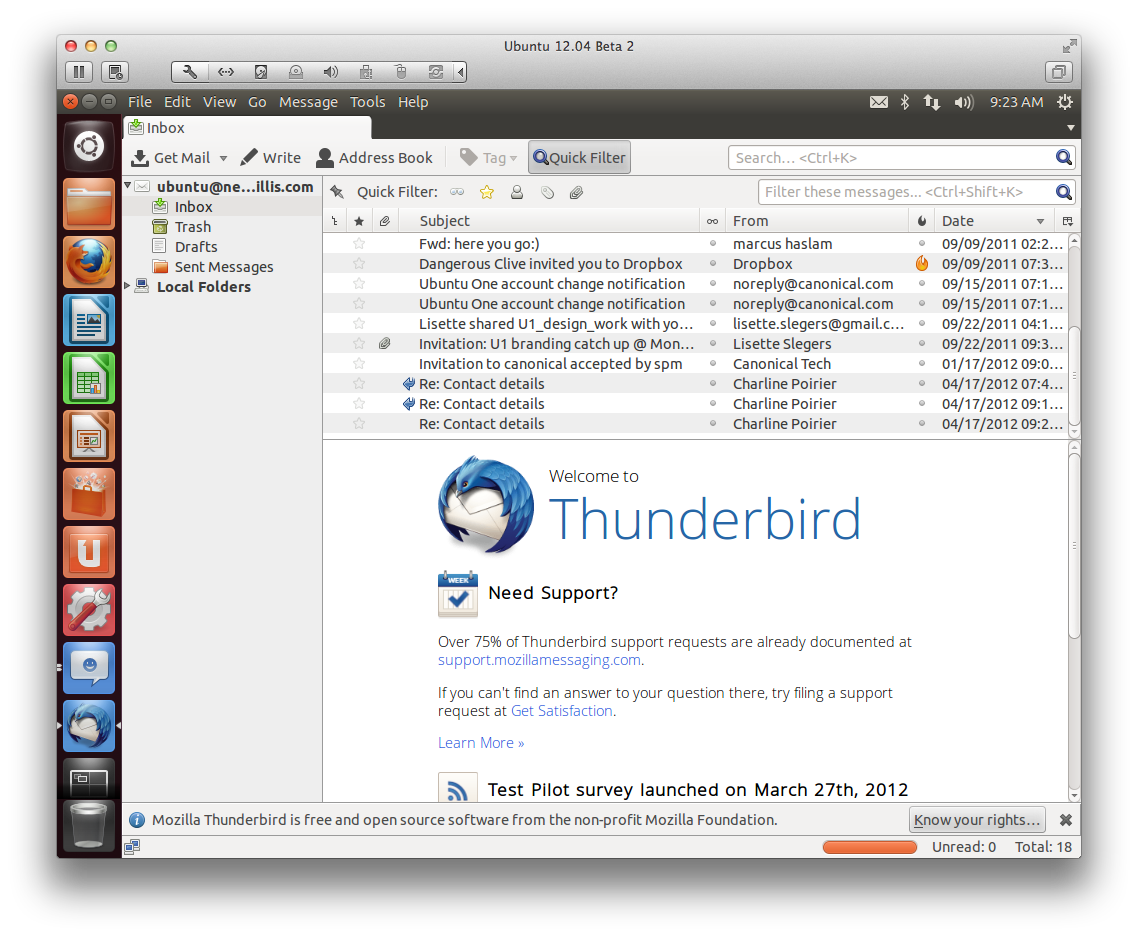 Ubuntu 12.04 Beta 2
File Edit View Go Message Tools Help 9:23 AM
Inbox
Get Mail Write Address Book Tag Quick Filter Search... <Ctrl+K>
ubuntu@ne...illis.com
Inbox
Trash
Drafts
Sent Messages
Local Folders
Quick Filter: Filter these messages... <Ctrl+Shift+K>
Subject From Date
Fwd: here you go:) marcus haslam 09/09/2011 02:2...
Dangerous Clive invited you to Dropbox Dropbox 09/09/2011 07:3...
Ubuntu One account change notification noreply@canonical.com 09/15/2011 07:1...
Ubuntu One account change notification noreply@canonical.com 09/15/2011 07:1...
Lisette shared U1_design_work with yo... lisette.slegers@gmail.c... 09/22/2011 04:1...
Invitation: U1 branding catch up @ Mon... Lisette Slegers 09/22/2011 09:3...
Invitation to canonical accepted by spm Canonical Tech 01/17/2012 09:0...
Re: Contact details Charline Poirier 04/17/2012 07:4...
Re: Contact details Charline Poirier 04/17/2012 09:1...
Re: Contact details Charline Poirier 04/17/2012 09:2...
Welcome to
Thunderbird
WEEK
Need Support?
Over 75% of Thunderbird support requests are already documented at
support.mozillamessaging.com.
If you can't find an answer to your question there, try filing a support
request at Get Satisfaction.
Learn More »
Test Pilot survey launched on March 27th, 2012
Mozilla Thunderbird is free and open source software from the non-profit Mozilla Foundation. Know your rights...
Unread: 0 Total: 18